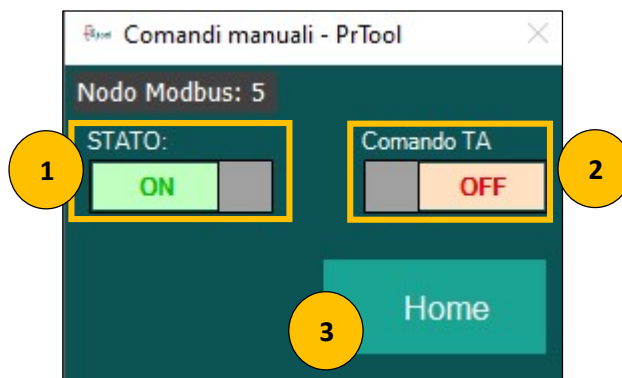 Comandi manuali - PrTool
Nodo Modbus: 5
STATO:
Comando TA
1
ON
OFF
2
3
Home